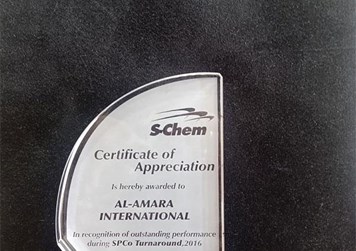 S-Chem
Certificate of
Appreciation
Is hereby awarded to
AL-AMARA
INTERNATIONAL
In recognition of outstanding performance
during SPCo Turnaround,2016